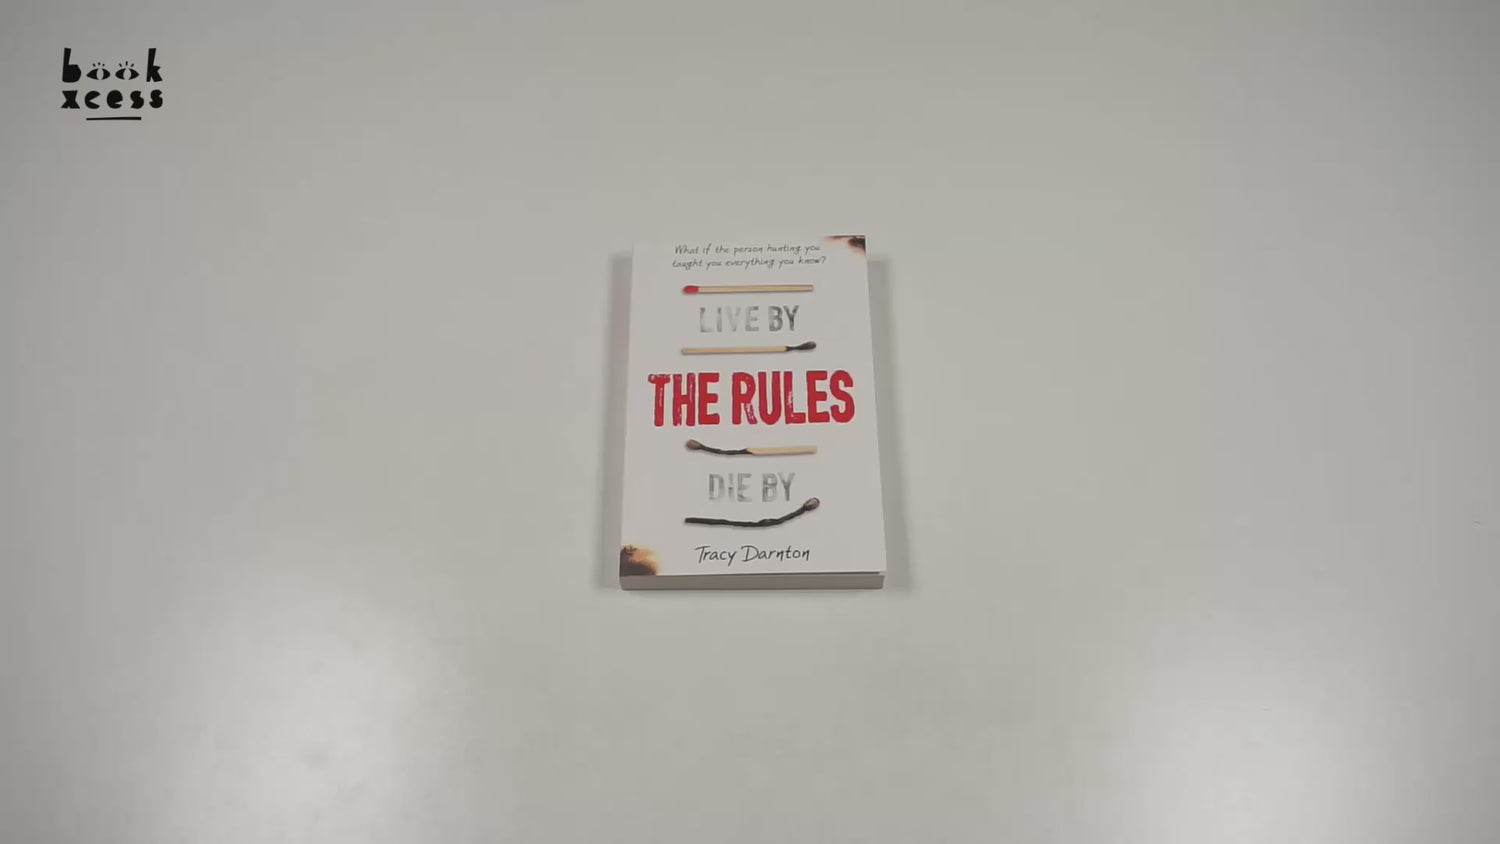 book
xcess
What if the person hunting you
taught you everything you know?
LIVE BY
THE RULES
DIE BY
Tracy Darnton